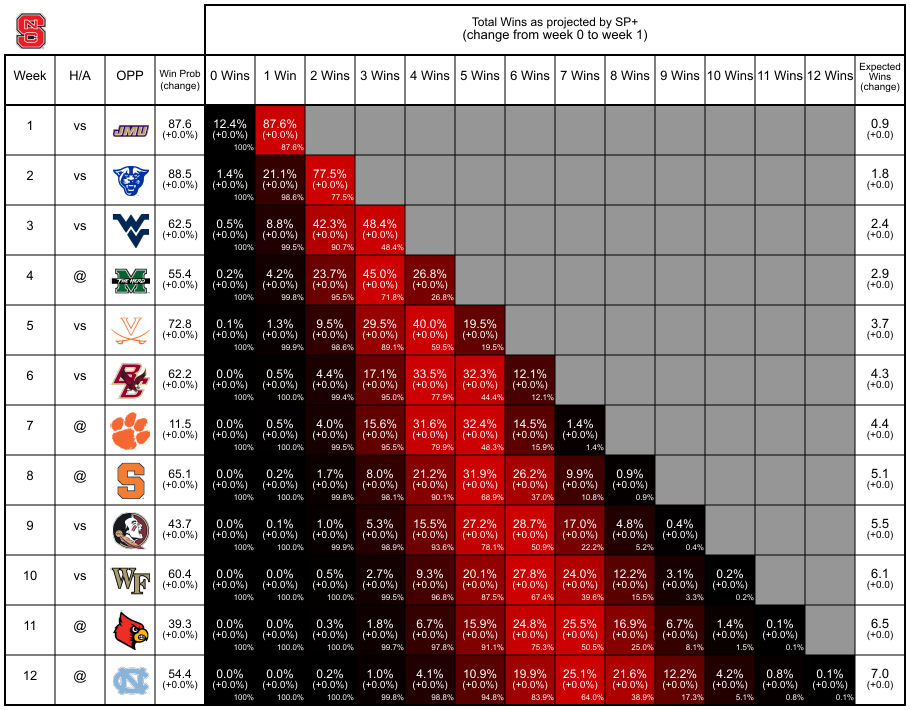 NC
S
Total Wins as projected by SP+
(change from week 0 to week 1)
Week H/A OPP Win Prob (change) 0 Wins 1 Win 2 Wins 3 Wins 4 Wins 5 Wins 6 Wins 7 Wins 8 Wins 9 Wins 10 Wins 11 Wins 12 Wins Expected Wins (change)
1 vs JMU 87.6 12.4% 87.6% 0.9
(+0.0%) (+0.0%) (+0.0%) (+0.0)
100% 87.6%
2 vs 88.5 1.4% 21.1% 77.5% 1.8
(+0.0%) (+0.0%) (+0.0%) (+0.0%) (+0.0)
100% 98.6% 77.5%
3 vs WV 62.5 0.5% 8.8% 42.3% 48.4% 2.4
(+0.0%) (+0.0%) (+0.0%) (+0.0%) (+0.0%) (+0.0)
100% 99.5% 90.7% 48.4%
4 @ M THE HERD 55.4 0.2% 4.2% 23.7% 45.0% 26.8% 2.9
(+0.0%) (+0.0%) (+0.0%) (+0.0%) (+0.0%) (+0.0%) (+0.0)
100% 99.8% 95.5% 71.8% 26.8%
5 vs V 72.8 0.1% 1.3% 9.5% 29.5% 40.0% 19.5% 3.7
(+0.0%) (+0.0%) (+0.0%) (+0.0%) (+0.0%) (+0.0%) (+0.0%) (+0.0)
100% 99.9% 98.6% 89.1% 59.5% 19.5%
6 vs BC 62.2 0.0% 0.5% 4.4% 17.1% 33.5% 32.3% 12.1% 4.3
(+0.0%) (+0.0%) (+0.0%) (+0.0%) (+0.0%) (+0.0%) (+0.0%) (+0.0%) (+0.0)
100% 100.0% 99.4% 95.0% 77.9% 44.4% 12.1%
7 @ 11.5 0.0% 0.5% 4.0% 15.6% 31.6% 32.4% 14.5% 1.4% 4.4
(+0.0%) (+0.0%) (+0.0%) (+0.0%) (+0.0%) (+0.0%) (+0.0%) (+0.0%) (+0.0%) (+0.0)
100% 100.0% 99.5% 95.5% 79.9% 48.3% 15.9% 1.4%
8 @ S 65.1 0.0% 0.2% 1.7% 8.0% 21.2% 31.9% 26.2% 9.9% 0.9% 5.1
(+0.0%) (+0.0%) (+0.0%) (+0.0%) (+0.0%) (+0.0%) (+0.0%) (+0.0%) (+0.0%) (+0.0%) (+0.0)
100% 100.0% 99.8% 98.1% 90.1% 68.9% 37.0% 10.8% 0.9%
9 vs 43.7 0.0% 0.1% 1.0% 5.3% 15.5% 27.2% 28.7% 17.0% 4.8% 0.4% 5.5
(+0.0%) (+0.0%) (+0.0%) (+0.0%) (+0.0%) (+0.0%) (+0.0%) (+0.0%) (+0.0%) (+0.0%) (+0.0%) (+0.0)
100% 100.0% 99.9% 98.9% 93.6% 78.1% 50.9% 22.2% 5.2% 0.4%
10 vs WF 60.4 0.0% 0.0% 0.5% 2.7% 9.3% 20.1% 27.8% 24.0% 12.2% 3.1% 0.2% 6.1
(+0.0%) (+0.0%) (+0.0%) (+0.0%) (+0.0%) (+0.0%) (+0.0%) (+0.0%) (+0.0%) (+0.0%) (+0.0%) (+0.0%) (+0.0)
100% 100.0% 100.0% 99.5% 96.8% 87.5% 67.4% 39.6% 15.5% 3.3% 0.2%
11 @ 39.3 0.0% 0.0% 0.3% 1.8% 6.7% 15.9% 24.8% 25.5% 16.9% 6.7% 1.4% 0.1% 6.5
(+0.0%) (+0.0%) (+0.0%) (+0.0%) (+0.0%) (+0.0%) (+0.0%) (+0.0%) (+0.0%) (+0.0%) (+0.0%) (+0.0%) (+0.0%) (+0.0)
100% 100.0% 100.0% 99.7% 97.8% 91.1% 75.3% 50.5% 25.0% 8.1% 1.5% 0.1%
12 @ NC 54.4 0.0% 0.0% 0.2% 1.0% 4.1% 10.9% 19.9% 25.1% 21.6% 12.2% 4.2% 0.8% 0.1% 7.0
(+0.0%) (+0.0%) (+0.0%) (+0.0%) (+0.0%) (+0.0%) (+0.0%) (+0.0%) (+0.0%) (+0.0%) (+0.0%) (+0.0%) (+0.0%) (+0.0%) (+0.0)
100% 100.0% 100.0% 99.8% 98.8% 94.8% 83.9% 64.0% 38.9% 17.3% 5.1% 0.8% 0.1%